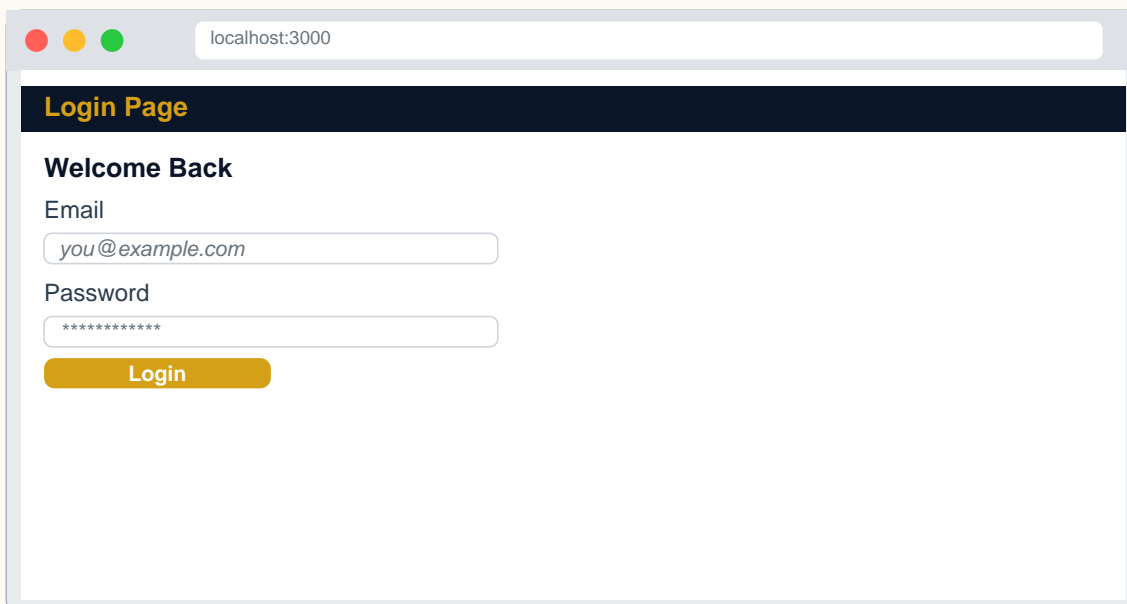 localhost:3000
Login Page
Welcome Back
Email
you@example.com
Password
************
Login